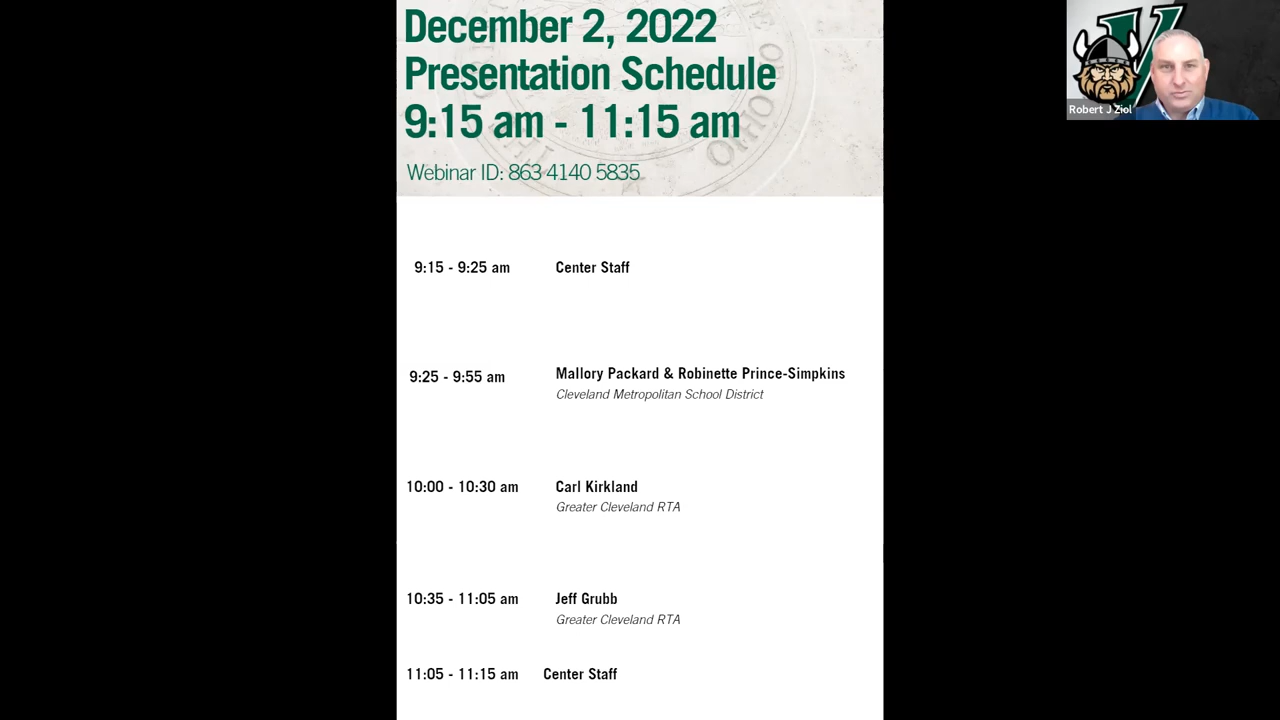 December 2, 2022
Presentation Schedule
9:15 am - 11:15 am
Webinar ID: 863 4140 5835
Robert J Ziol
9:15 - 9:25 am Center Staff
9:25 - 9:55 am Mallory Packard & Robinette Prince-Simpkins
Cleveland Metropolitan School District
10:00 - 10:30 am Carl Kirkland
Greater Cleveland RTA
10:35 - 11:05 am Jeff Grubb
Greater Cleveland RTA
11:05 - 11:15 am Center Staff
OHIO